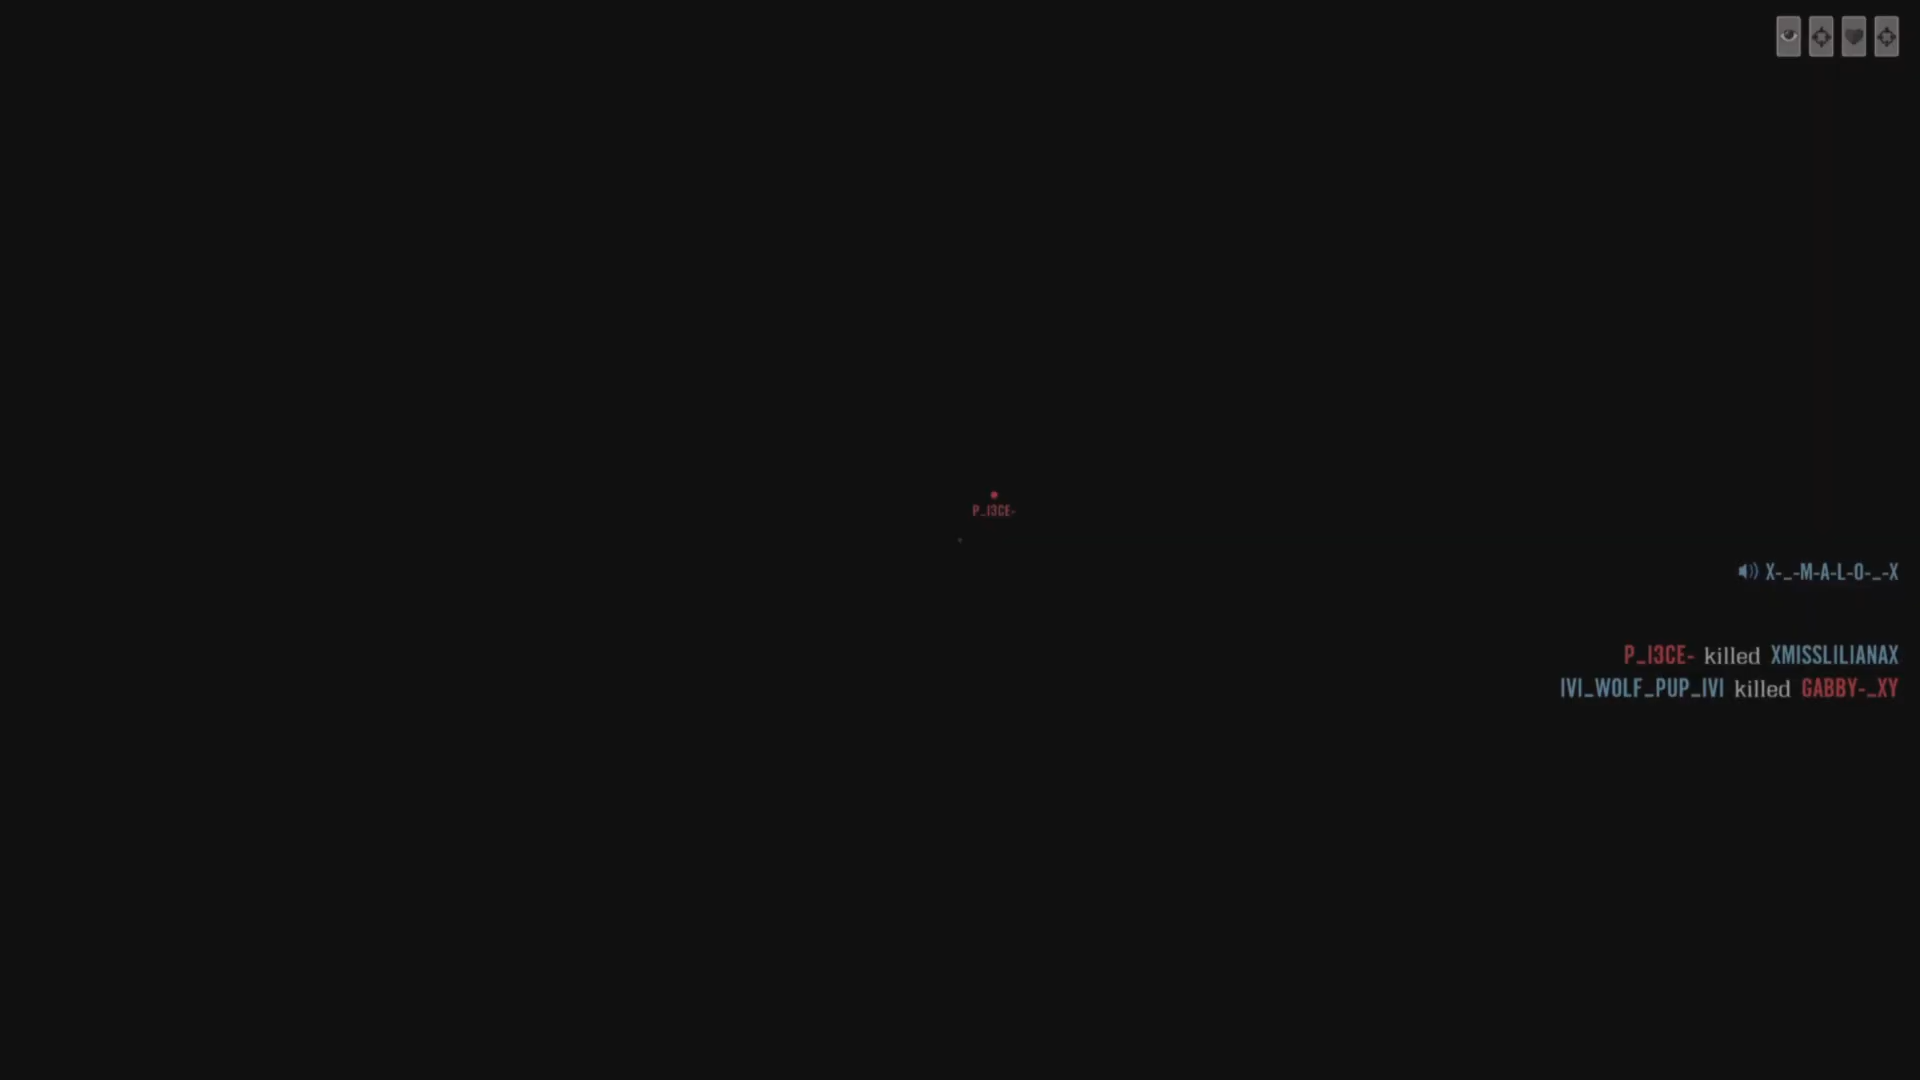 P_I3CE-
X-_-M-A-L-O-_-X
P_I3CE- killed XMISSLILIANAX
IVI_WOLF_PUP_IVI killed GABBY-_XY